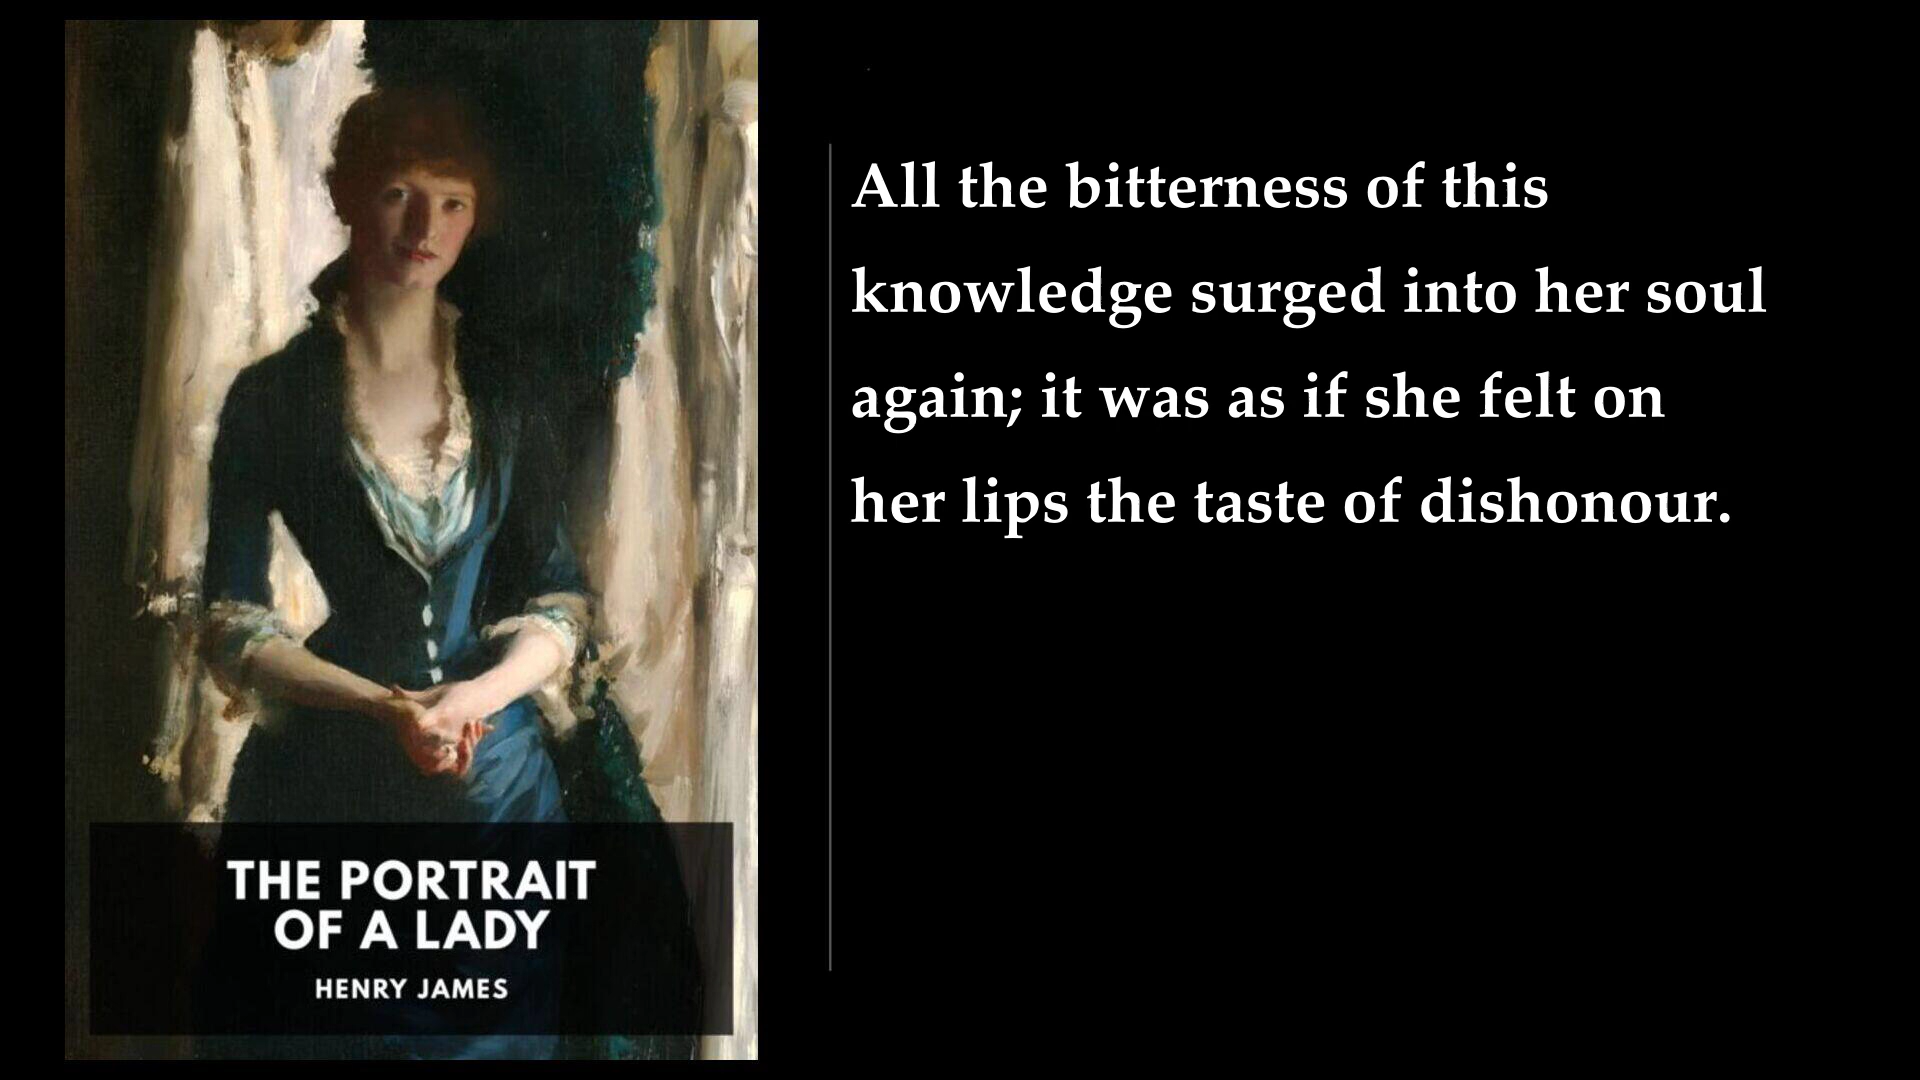 THE PORTRAIT
OF A LADY
HENRY JAMES
All the bitterness of this
knowledge surged into her soul
again; it was as if she felt on
her lips the taste of dishonour.